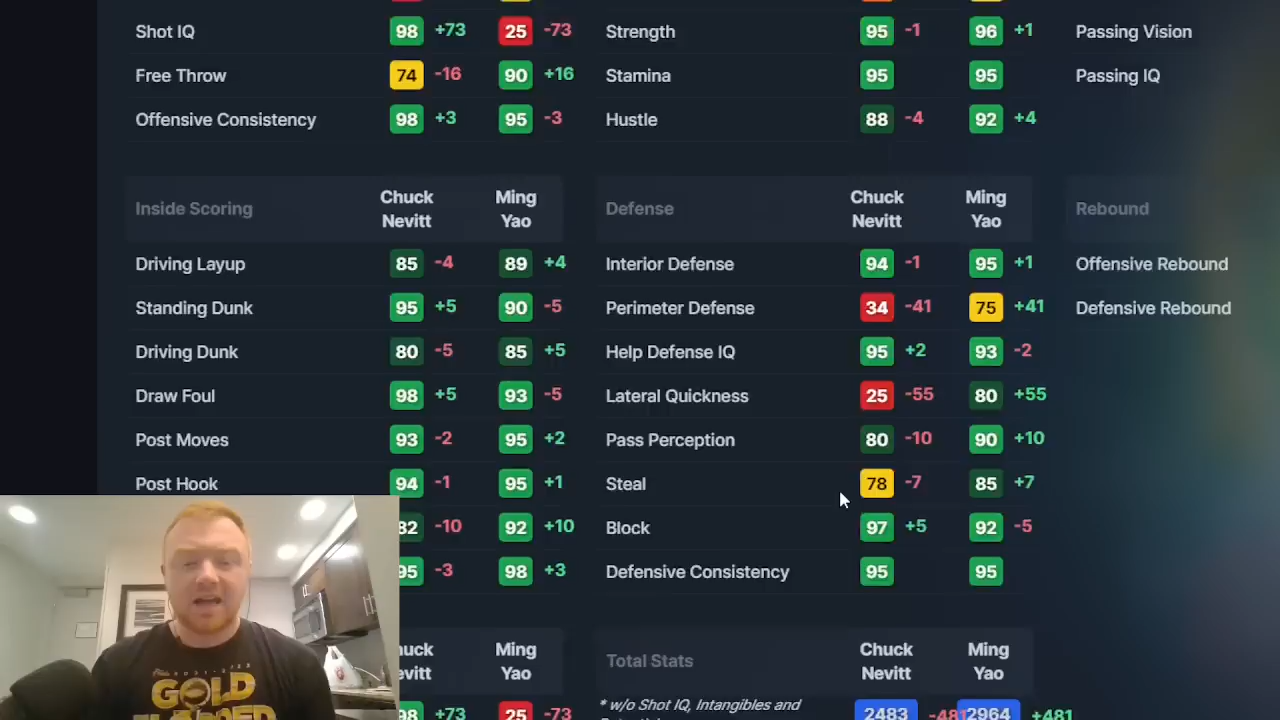 Shot IQ 98 +73 25 -73 Strength 95 -1 96 +1 Passing Vision
Free Throw 74 -16 90 +16 Stamina 95 95 Passing IQ
Offensive Consistency 98 +3 95 -3 Hustle 88 -4 92 +4
Inside Scoring Chuck Nevitt Ming Yao Defense Chuck Nevitt Ming Yao Rebound
Driving Layup 85 -4 89 +4 Interior Defense 94 -1 95 +1 Offensive Rebound
Standing Dunk 95 +5 90 -5 Perimeter Defense 34 -41 75 +41 Defensive Rebound
Driving Dunk 80 -5 85 +5 Help Defense IQ 95 +2 93 -2
Draw Foul 98 +5 93 -5 Lateral Quickness 25 -55 80 +55
Post Moves 93 -2 95 +2 Pass Perception 80 -10 90 +10
Post Hook 94 -1 95 +1 Steal 78 -7 85 +7
82 -10 92 +10 Block 97 +5 92 -5
95 -3 98 +3 Defensive Consistency 95 95
huck evitt Ming Yao Total Stats Chuck Nevitt Ming Yao
98 +73 25 -73 * w/o Shot IQ, Intangibles and 2483 -481 2964 +481
GOLD